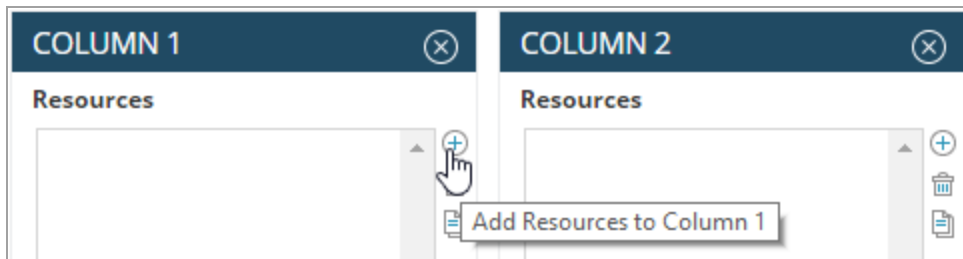 COLUMN 1
COLUMN 2
Resources
Resources
Add Resources to Column 1